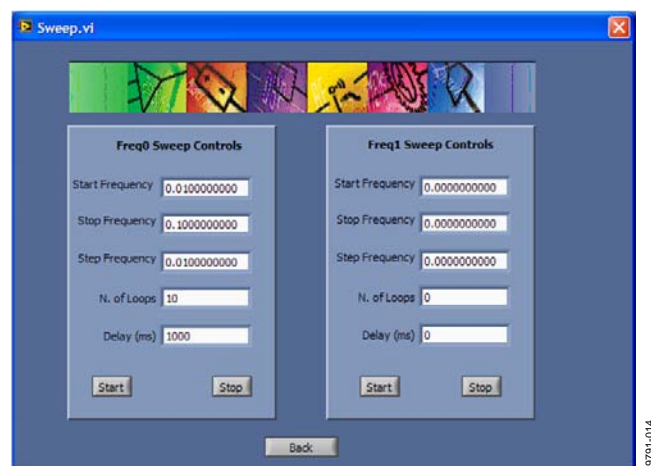 Sweep.vi
Freq0 Sweep Controls
Start Frequency 0.0100000000
Stop Frequency 0.1000000000
Step Frequency 0.0100000000
N. of Loops 10
Delay (ms) 1000
Start Stop
Freq1 Sweep Controls
Start Frequency 0.0000000000
Stop Frequency 0.0000000000
Step Frequency 0.0000000000
N. of Loops 0
Delay (ms) 0
Start Stop
Back
9791-014